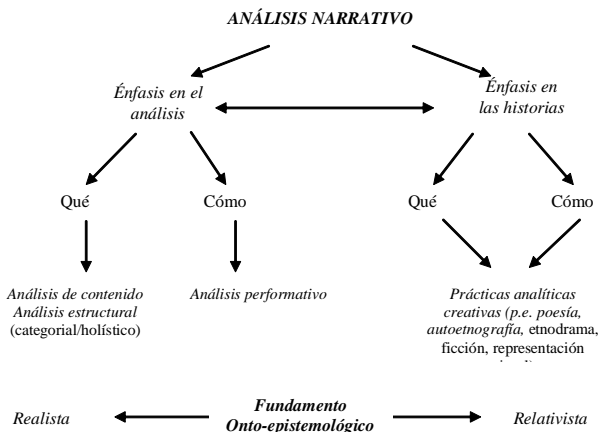 ANÁLISIS NARRATIVO
Énfasis en el
análisis
Énfasis en
las historias
Qué
Cómo
Qué
Cómo
Análisis de contenido
Análisis estructural
(categorial/holístico)
Análisis performativo
Prácticas analíticas
creativas (p.e. poesía,
autoetnografía, etnodrama,
ficción, representación
Realista
Fundamento
Onto-epistemológico
Relativista